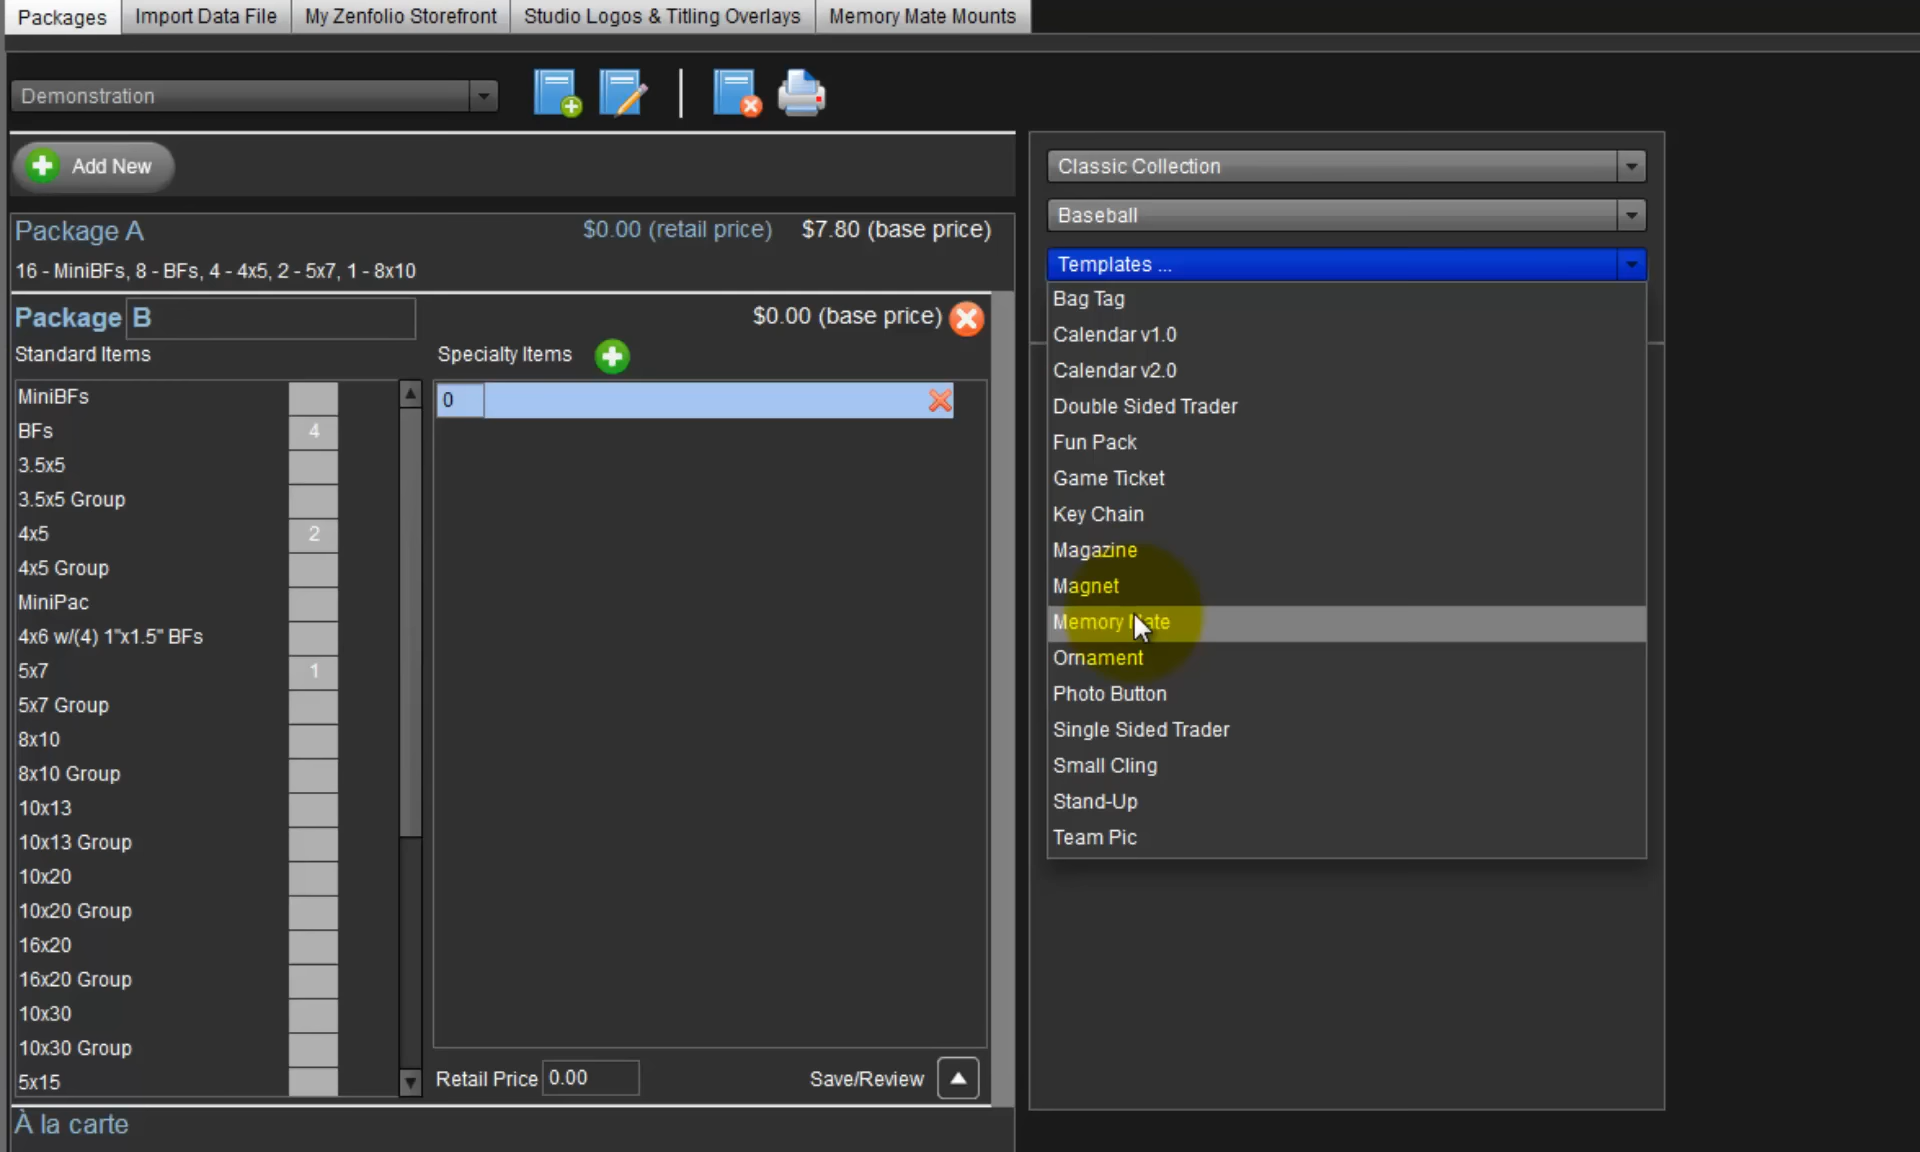 Packages
Import Data File
My Zenfolio Storefront
Studio Logos & Titling Overlays
Memory Mate Mounts
Demonstration
Add New
Package A
$0.00 (retail price)
$7.80 (base price)
16 - MiniBFs, 8 - BFs, 4 - 4x5, 2 - 5x7, 1 - 8x10
Package B
$0.00 (base price)
Standard Items
Specialty Items
MiniBFs
BFs 4
3.5x5
3.5x5 Group
4x5 2
4x5 Group
MiniPac
4x6 w/(4) 1"x1.5" BFs
5x7 1
5x7 Group
8x10
8x10 Group
10x13
10x13 Group
10x20
10x20 Group
16x20
16x20 Group
10x30
10x30 Group
5x15
0
Retail Price 0.00
Save/Review
À la carte
Classic Collection
Baseball
Templates ...
Bag Tag
Calendar v1.0
Calendar v2.0
Double Sided Trader
Fun Pack
Game Ticket
Key Chain
Magazine
Magnet
Memory Mate
Ornament
Photo Button
Single Sided Trader
Small Cling
Stand-Up
Team Pic